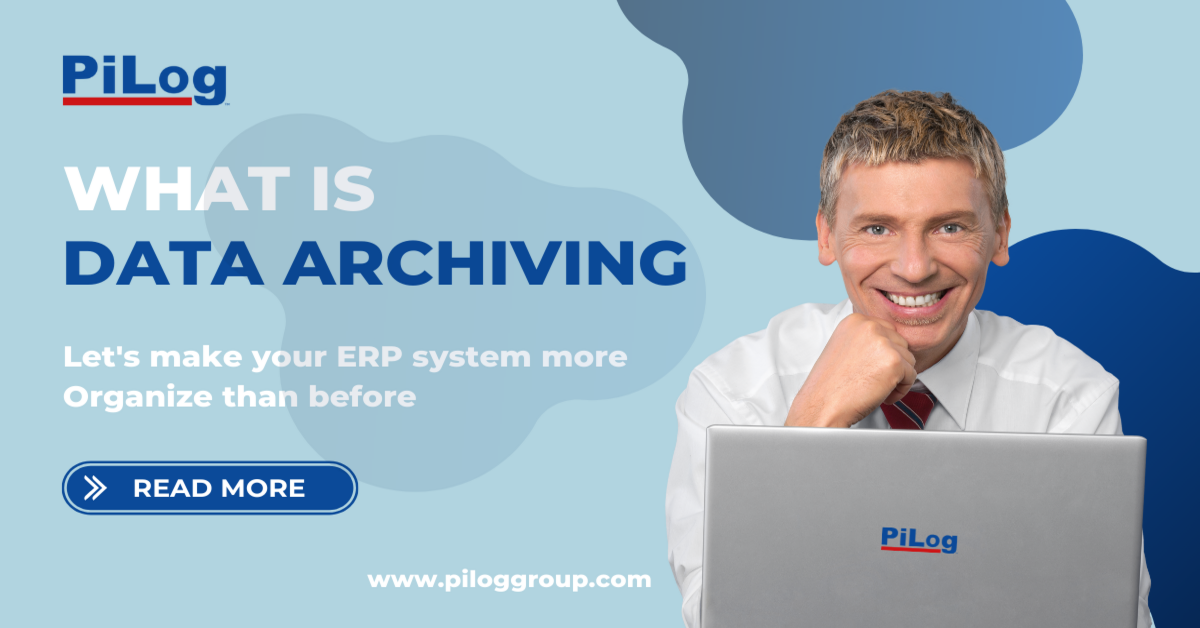 PiLog
WHAT IS
DATA ARCHIVING
Let's make your ERP system more
Organize than before
READ MORE
PiLog
www.piloggroup.com